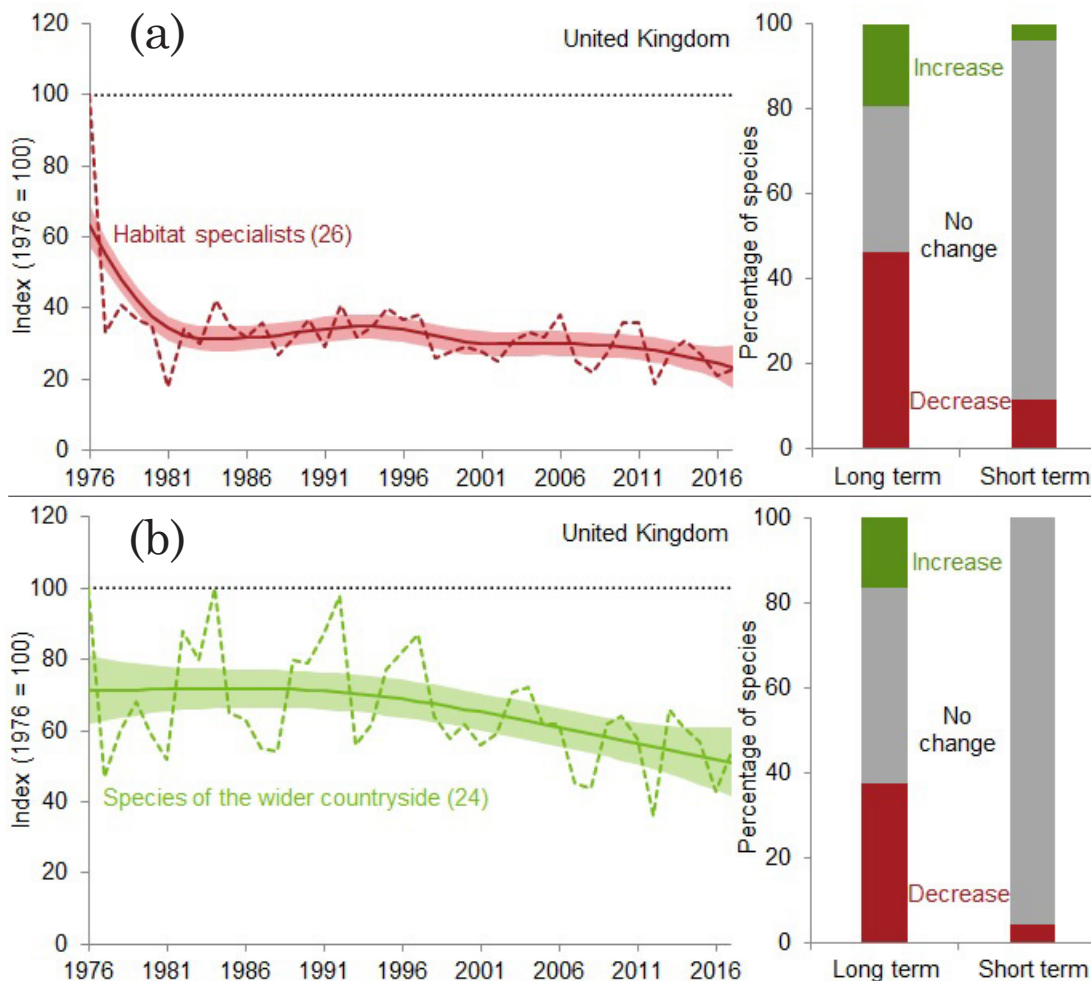 (a)
United Kingdom
Index (1976 = 100)
120
100
80
60
40
20
0
Habitat specialists (26)
1976 1981 1986 1991 1996 2001 2006 2011 2016
Percentage of species
100
80
60
40
20
0
Increase
No
change
Decrease
Long term Short term
(b)
United Kingdom
Index (1976 = 100)
120
100
80
60
40
20
0
Species of the wider countryside (24)
1976 1981 1986 1991 1996 2001 2006 2011 2016
Percentage of species
100
80
60
40
20
0
Increase
No
change
Decrease
Long term Short term